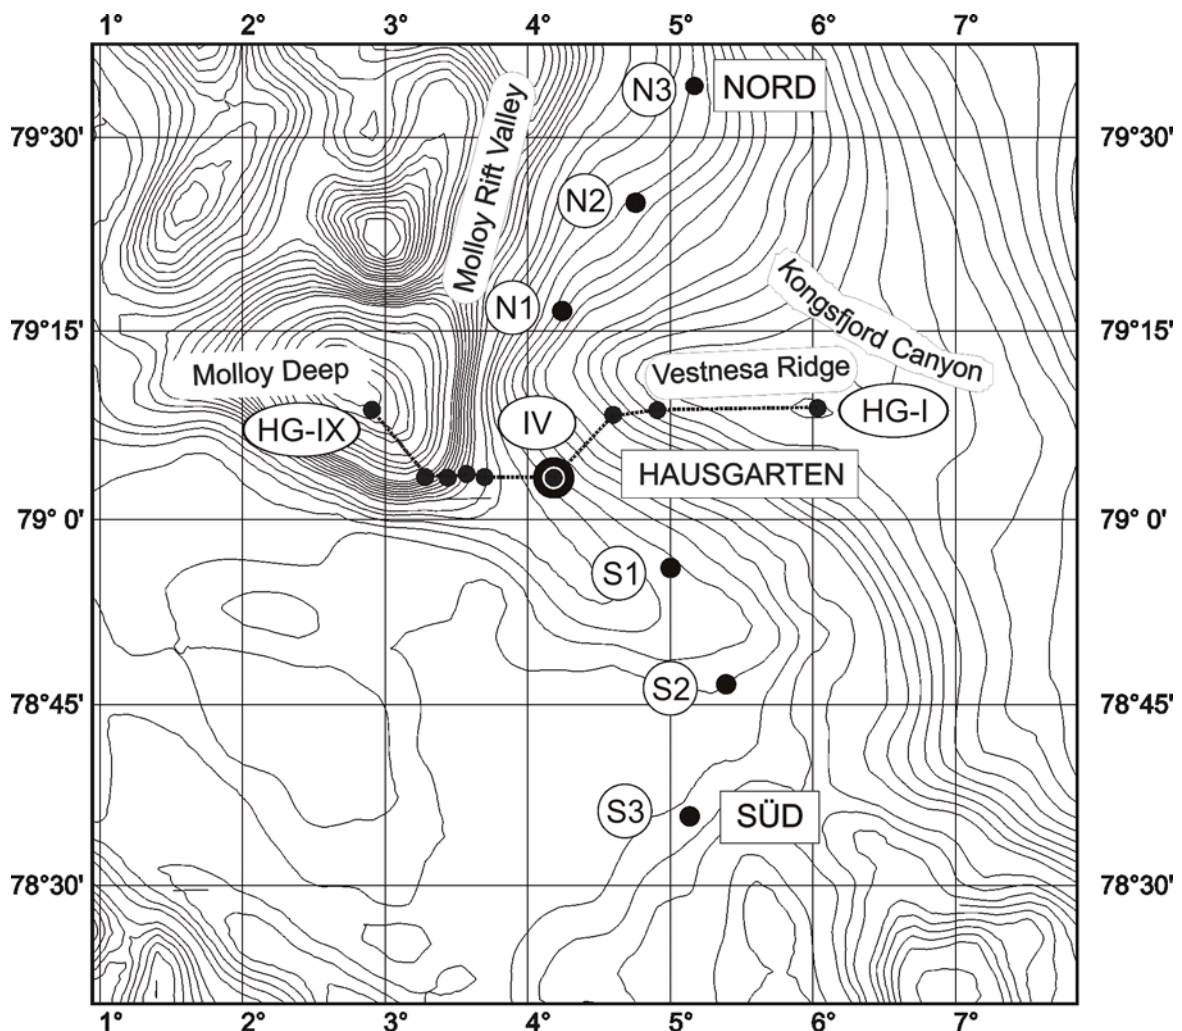 1° 2° 3° 4° 5° 6° 7°
N3
NORD
79°30' 79°30'
Molloy Rift Valley
N2
Kongsfjord Canyon
N1
79°15' 79°15'
Molloy Deep
Vestnesa Ridge
HG-IX
IV
HG-I
HAUSGARTEN
79° 0' 79° 0'
S1
S2
78°45' 78°45'
S3
SÜD
78°30' 78°30'
1° 2° 3° 4° 5° 6° 7°